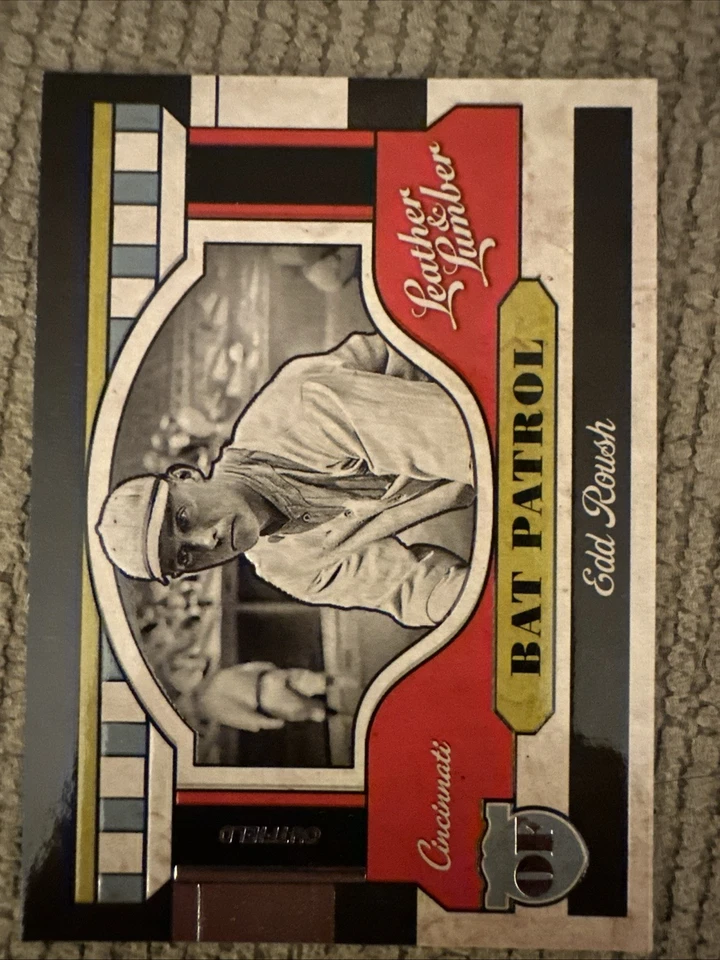 Leather
&
Lumber
BAT PATROL
Edd Roush
Cincinnati
OF
OUTFIELD